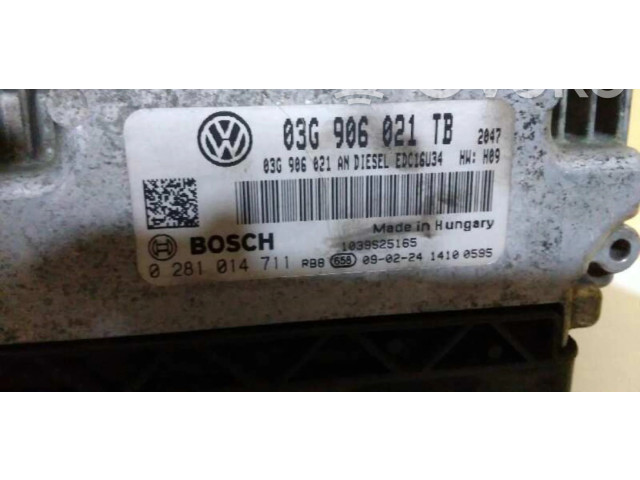 03G 906 021 TB 2047
03G 906 021 AN DIESEL EDC16U34 HW: H09
Made in Hungary
BOSCH 1039S25165
0 281 014 711 RBB 658 09-02-24 1410 0595